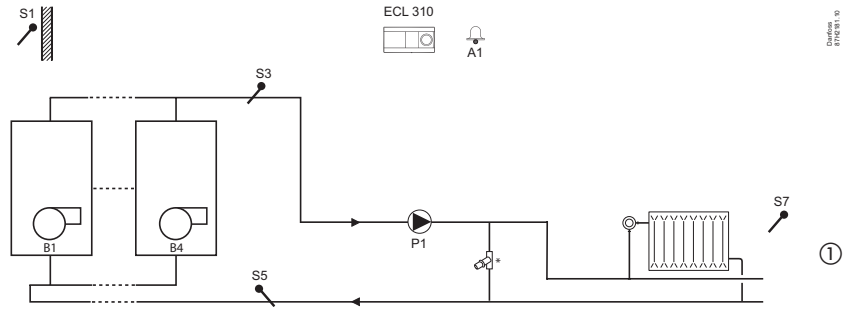 S1
ECL 310
A1
Danfoss
87H2181.10
S3
B1
B4
P1
*
S7
S5
1